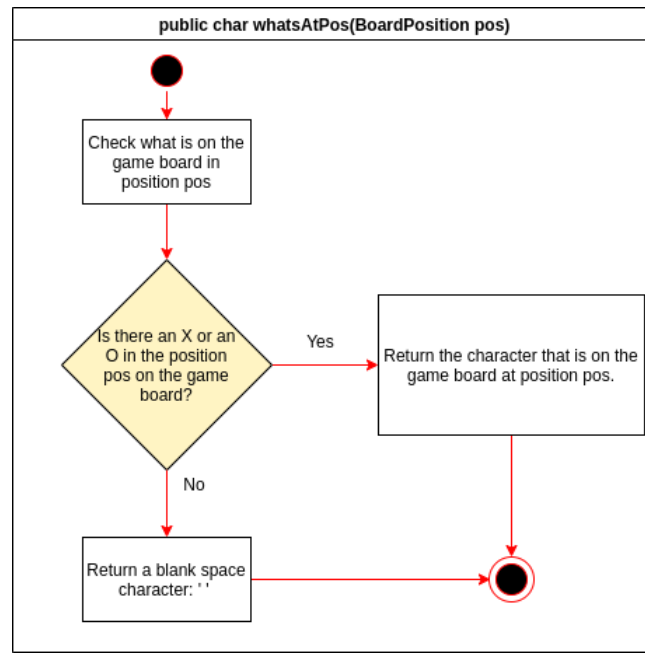 public char whatsAtPos(BoardPosition pos)
Check what is on the
game board in
position pos
Is there an X or an
O in the position
pos on the game
board?
Yes
Return the character that is on the
game board at position pos.
No
Return a blank space
character: ' '